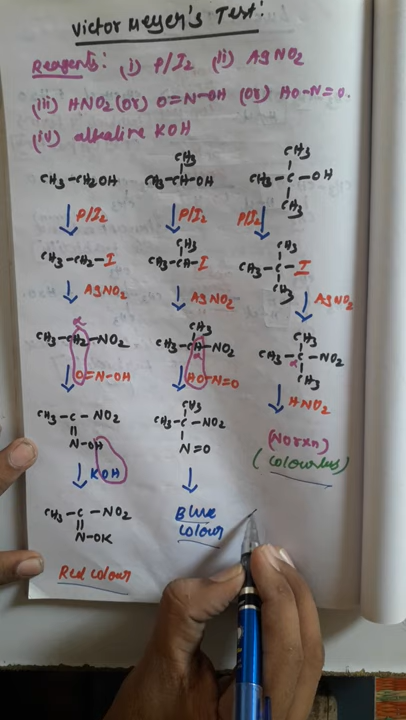 Victor Meyer's Test:
Reagents: (i) P/I2 (ii) AgNO2
(iii) HNO2 (or) O=N-OH (or) HO-N=O.
(iv) alkaline KOH
CH3 CH3
CH3-CH2OH CH3-CH-OH CH3-C-OH
CH3
P/I2 P/I2 P/I2
CH3 CH3
CH3-CH2-I CH3-CH-I CH3-C-I
CH3
AgNO2 AgNO2 AgNO2
α CH3 CH3
CH3-CH2-NO2 CH3-CH-NO2 CH3-C-NO2
α α CH3
O=N-OH HO-N=O HNO2
CH3
CH3-C-NO2 CH3-C-NO2 (No rxn)
N-OH N=O (Colourless)
KOH
CH3-C-NO2 Blue
N-OK colour
Red colour